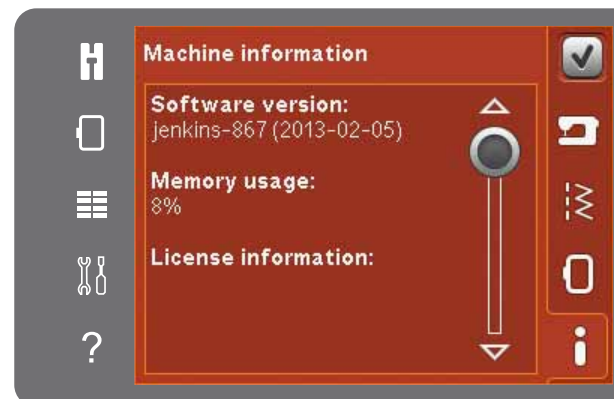 Machine information
Software version:
jenkins-867 (2013-02-05)
Memory usage:
8%
License information:
?
i